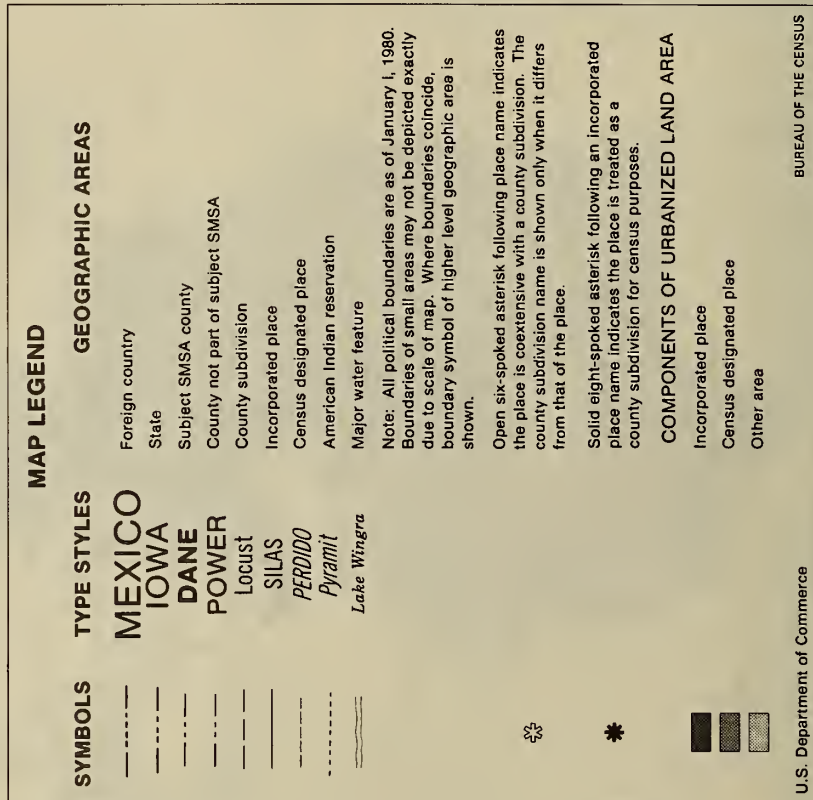 MAP LEGEND
SYMBOLS TYPE STYLES GEOGRAPHIC AREAS
MEXICO Foreign country
IOWA State
DANE Subject SMSA county
POWER County not part of subject SMSA
Locust County subdivision
SILAS Incorporated place
PERDIDO Census designated place
Pyramit American Indian reservation
Lake Wingra Major water feature
Note: All political boundaries are as of January I, 1980.
Boundaries of small areas may not be depicted exactly
due to scale of map. Where boundaries coincide,
boundary symbol of higher level geographic area is
shown.
Open six-spoked asterisk following place name indicates
the place is coextensive with a county subdivision. The
county subdivision name is shown only when it differs
from that of the place.
Solid eight-spoked asterisk following an incorporated
place name indicates the place is treated as a
county subdivision for census purposes.
COMPONENTS OF URBANIZED LAND AREA
Incorporated place
Census designated place
Other area
U.S. Department of Commerce BUREAU OF THE CENSUS